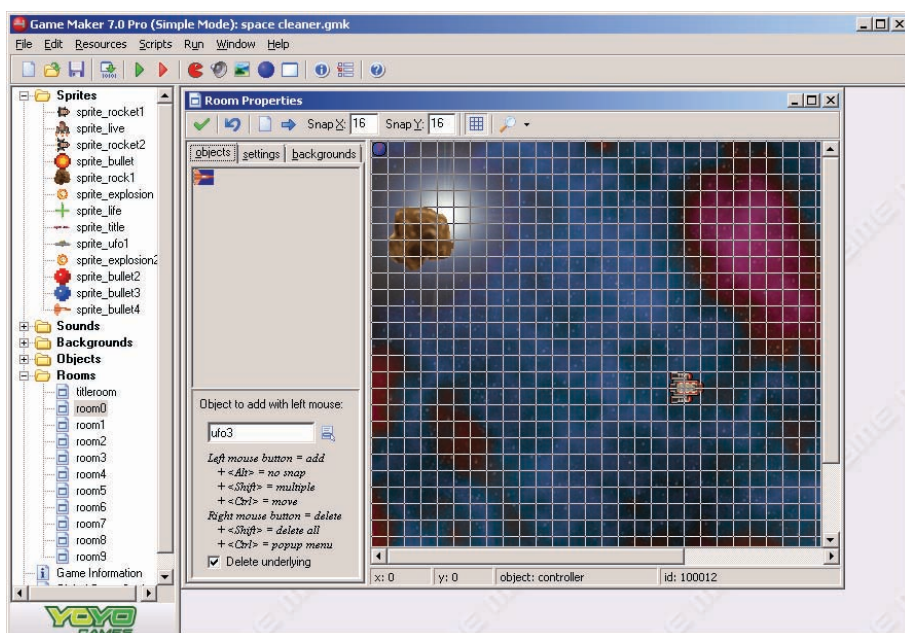 Game Maker 7.0 Pro (Simple Mode): space cleaner.gmk
File Edit Resources Scripts Run Window Help
Sprites
sprite_rocket1
sprite_live
sprite_rocket2
sprite_bullet
sprite_rock1
sprite_explosion
sprite_life
sprite_title
sprite_ufo1
sprite_explosion2
sprite_bullet2
sprite_bullet3
sprite_bullet4
Sounds
Backgrounds
Objects
Rooms
titleroom
room0
room1
room2
room3
room4
room5
room6
room7
room8
room9
Game Information
YOYO
GAMES
Room Properties
Snap X: 16 Snap Y: 16
objects settings backgrounds
Object to add with left mouse:
ufo3
Left mouse button = add
+ <Alt> = no snap
+ <Shift> = multiple
+ <Ctrl> = move
Right mouse button = delete
+ <Shift> = delete all
+ <Ctrl> = popup menu
Delete underlying
x: 0 y: 0 object: controller id: 100012